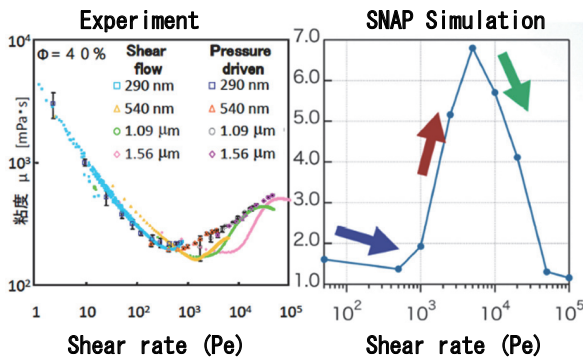 Experiment
SNAP Simulation
Φ=40%
Shear flow
Pressure driven
290 nm
290 nm
540 nm
540 nm
1.09 μm
1.09 μm
1.56 μm
1.56 μm
粘度 μ [mPa·s]
10⁴
10³
10²
1
10
10²
10³
10⁴
10⁵
Shear rate (Pe)
7.0
6.0
5.0
4.0
3.0
2.0
1.0
10²
10³
10⁴
10⁵
Shear rate (Pe)